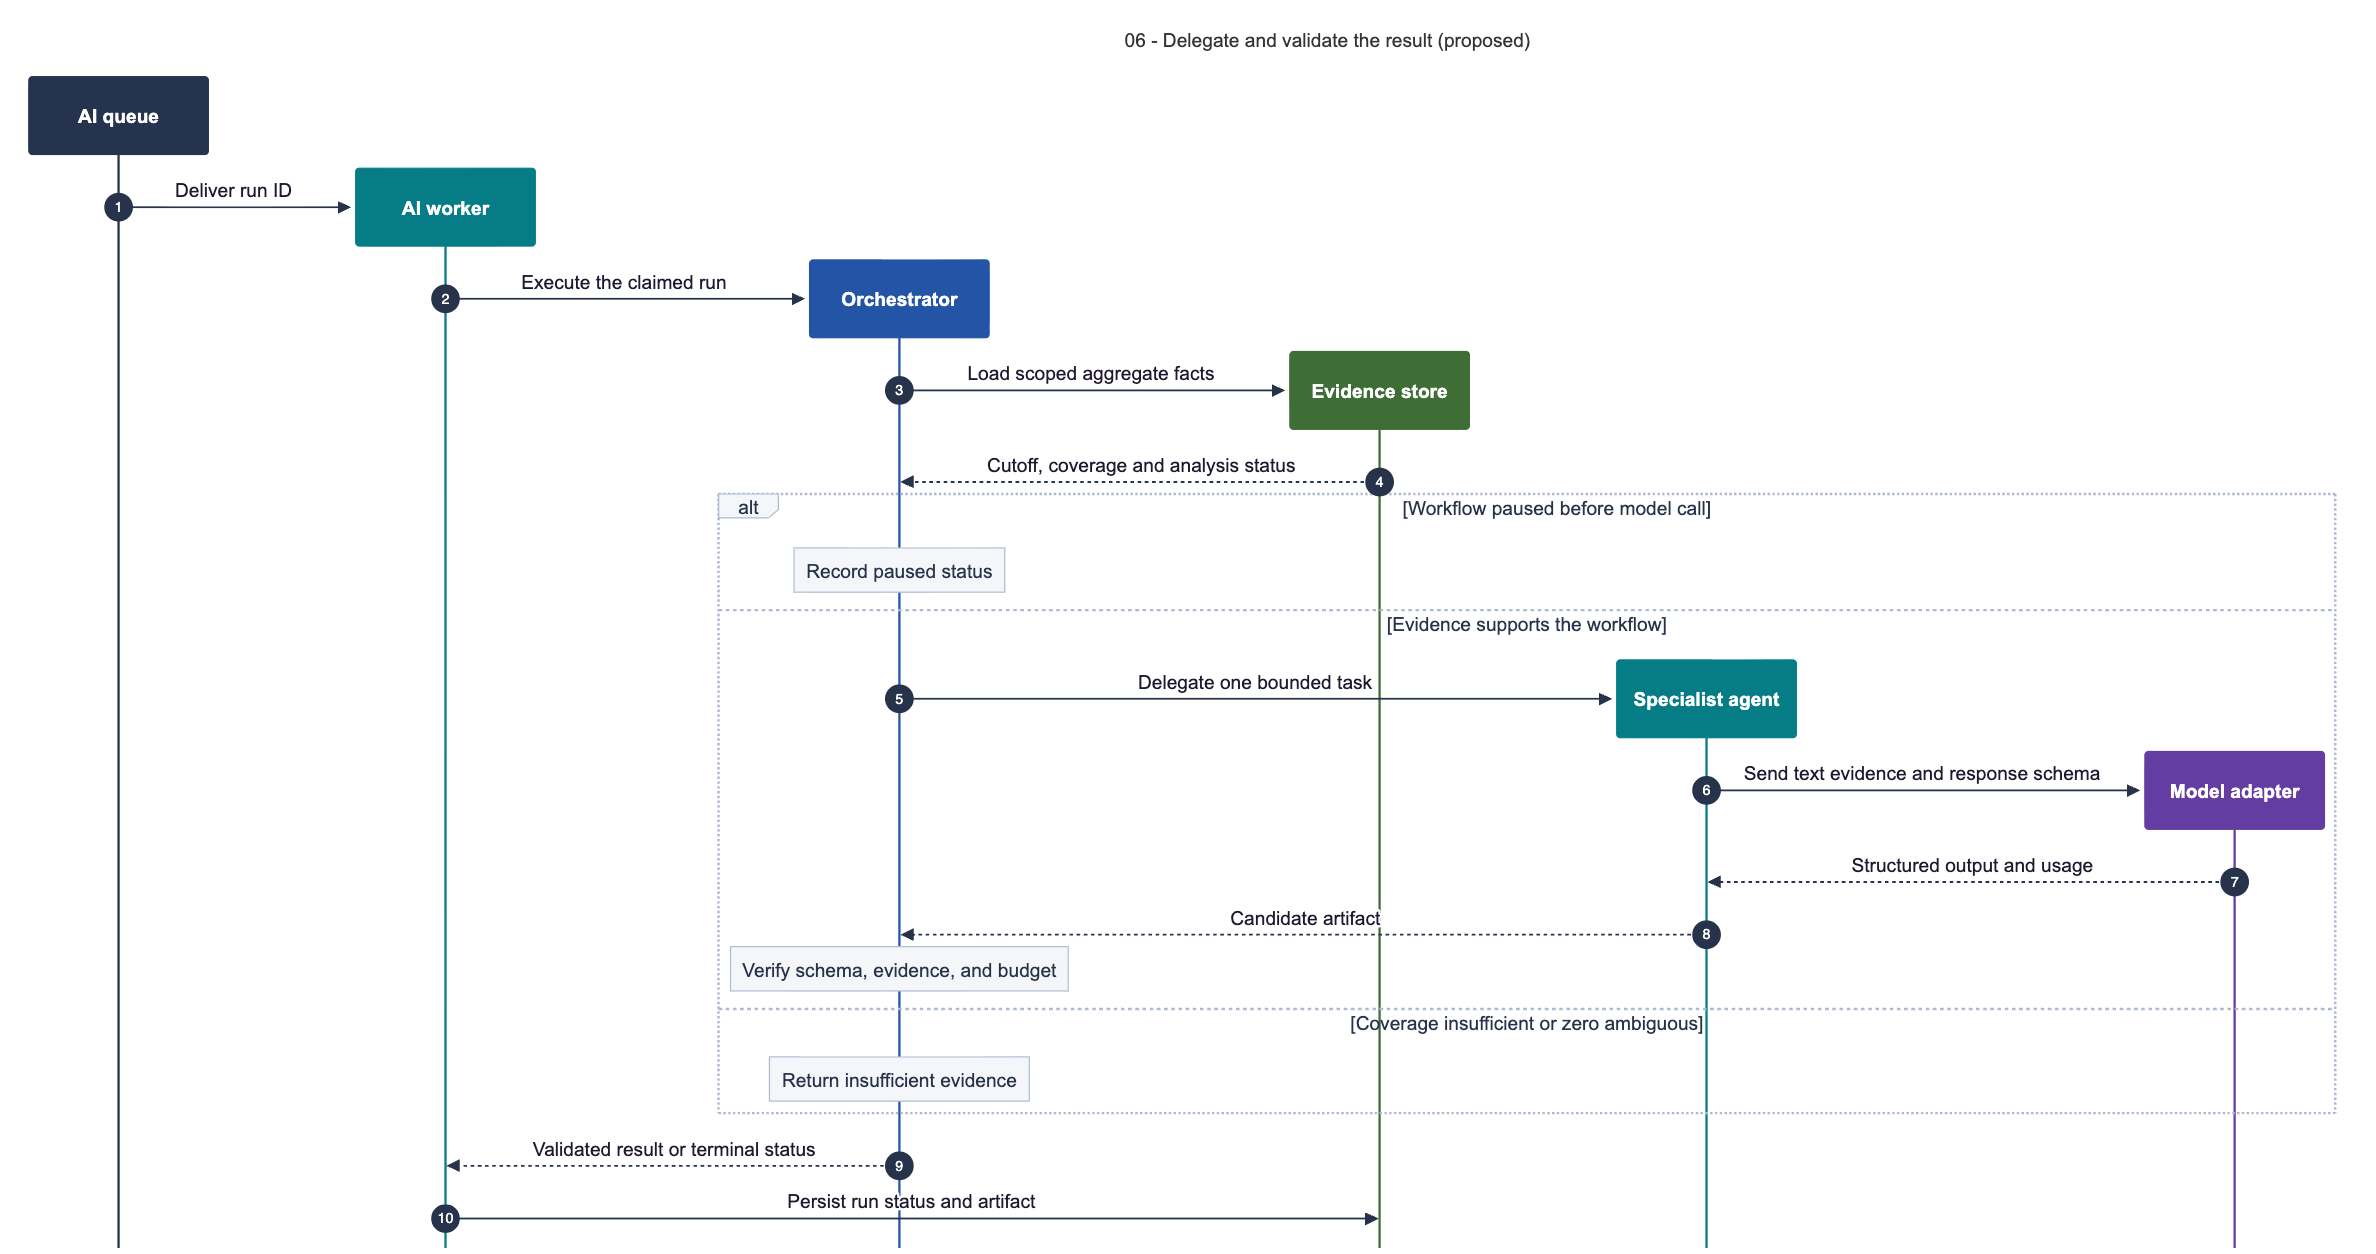 06 - Delegate and validate the result (proposed)
AI queue
Deliver run ID
1
AI worker
Execute the claimed run
2
Orchestrator
Load scoped aggregate facts
3
Evidence store
Cutoff, coverage and analysis status
4
alt
[Workflow paused before model call]
Record paused status
[Evidence supports the workflow]
Delegate one bounded task
5
Specialist agent
Send text evidence and response schema
6
Model adapter
Structured output and usage
7
Candidate artifact
8
Verify schema, evidence, and budget
[Coverage insufficient or zero ambiguous]
Return insufficient evidence
Validated result or terminal status
9
Persist run status and artifact
10